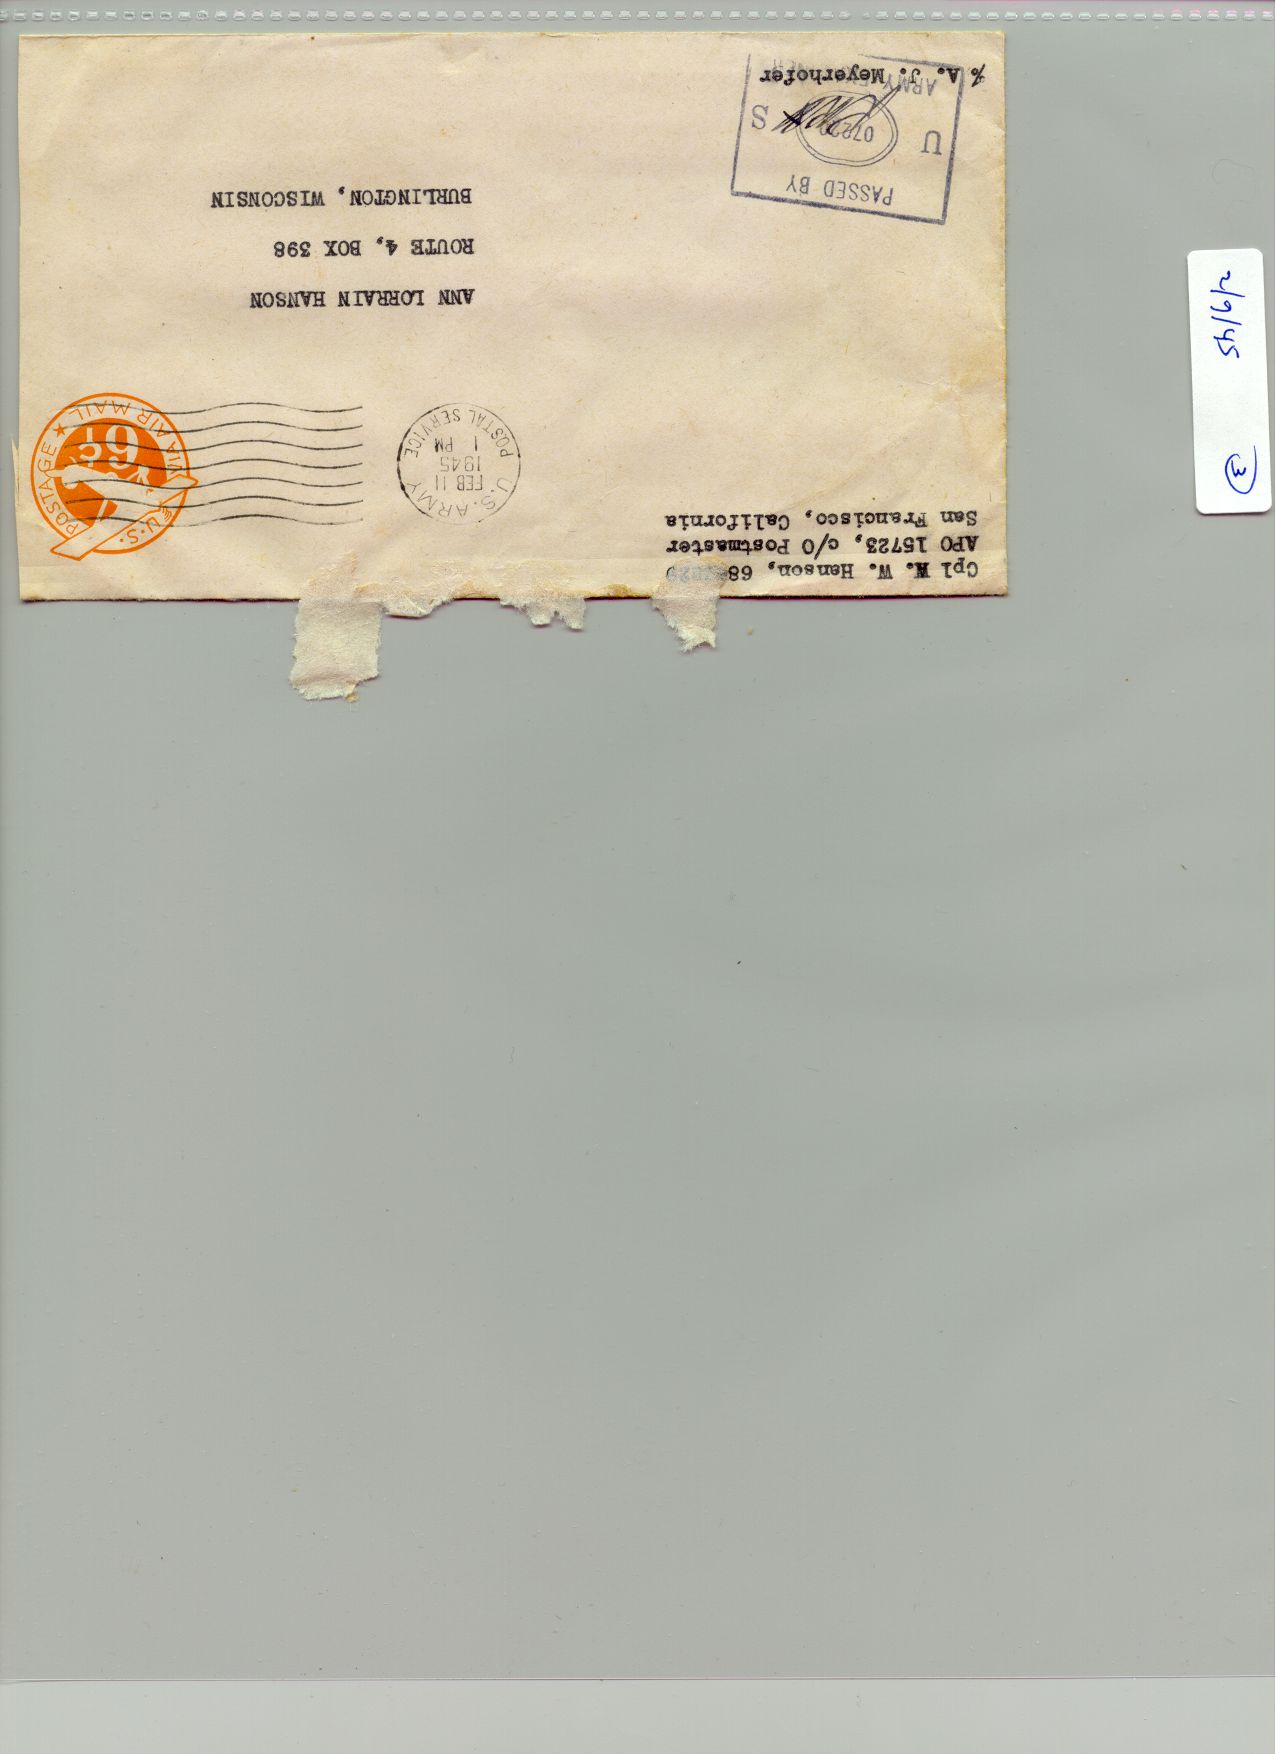 Cpl W. Hanson, 68
APO 15723, c/O Postmaster
San Francisco, California
U.S. ARMY
FEB 11
1945
1 PM
POSTAL SERVICE
U.S. POSTAGE ★ VIA AIR MAIL
6¢
ANN LORRAIN HANSON
ROUTE 4, BOX 398
BURLINGTON, WISCONSIN
PASSED BY
U S
ARMY
% A. J. Meyerhofer
2/9/45
3